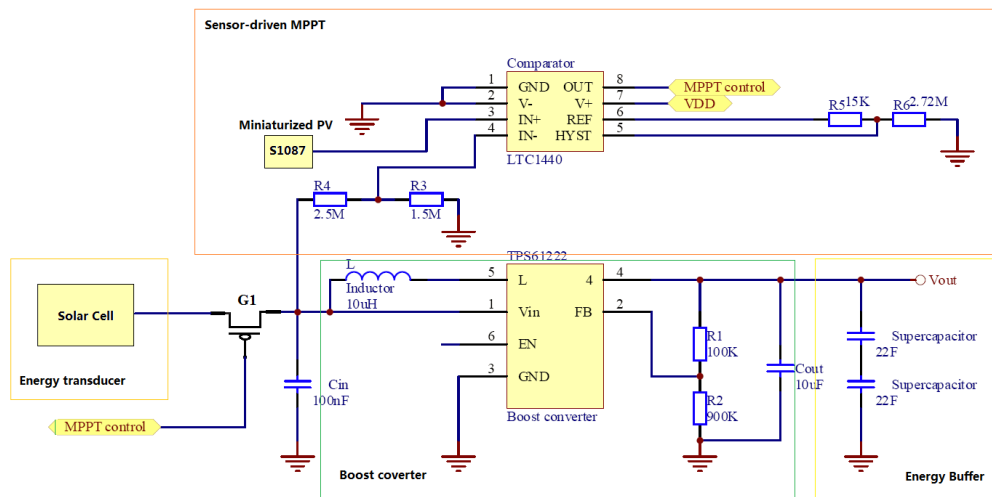 Sensor-driven MPPT
Comparator
1 GND OUT 8 MPPT control
2 V- V+ 7 VDD
3 IN+ REF 6 R5 15K R6 2.72M
4 IN- HYST 5
LTC1440
Miniaturized PV
S1087
R4 R3
2.5M 1.5M
TPS61222
L
Inductor
10uH
5 L 4 4
Vout
1 Vin FB 2
6 EN
3 GND
Boost converter
G1
Solar Cell
Energy transducer
MPPT control
Cin
100nF
R1
100K
R2
900K
Cout
10uF
Supercapacitor
22F
Supercapacitor
22F
Boost coverter
Energy Buffer